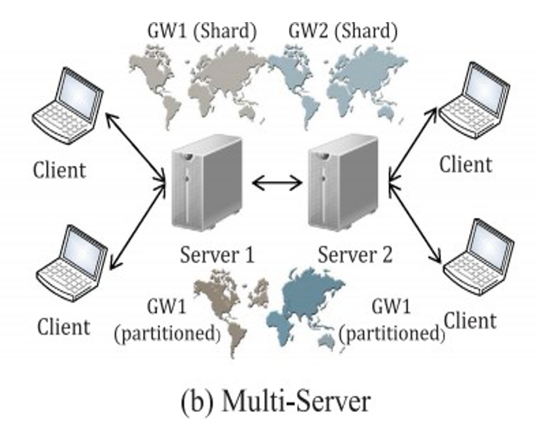 GW1 (Shard) GW2 (Shard)
Client Client
Server 1 Server 2
GW1 GW1
(partitioned) (partitioned)
Client Client
(b) Multi-Server